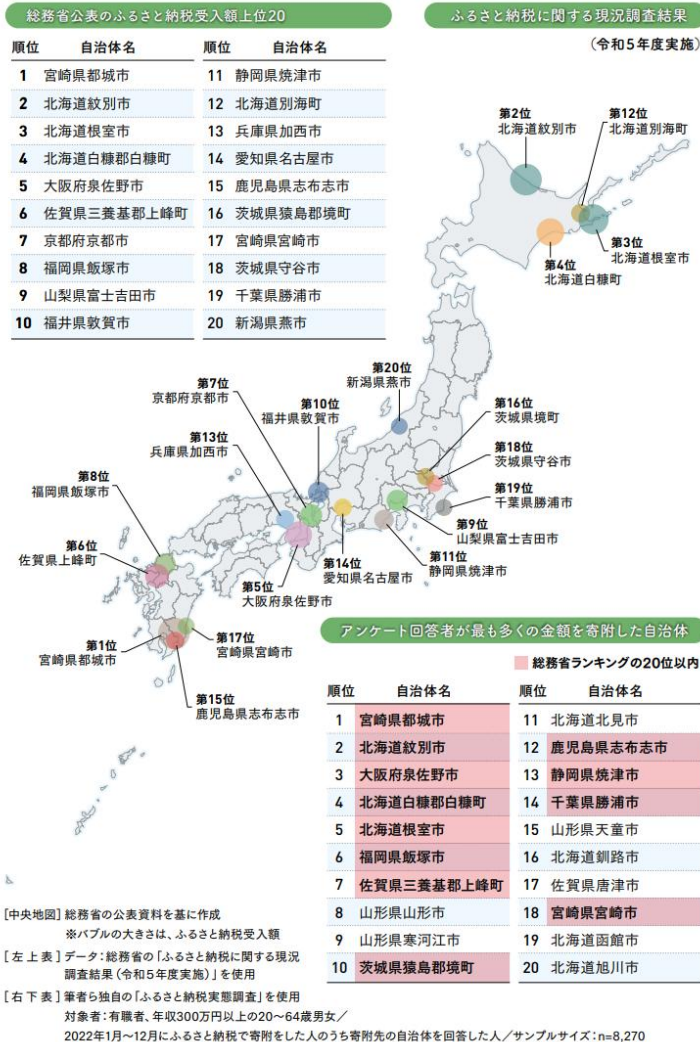 総務省公表のふるさと納税受入額上位20
ふるさと納税に関する現況調査結果
（令和5年度実施）
順位 自治体名 順位 自治体名
1 宮崎県都城市 11 静岡県焼津市
2 北海道紋別市 12 北海道別海町
3 北海道根室市 13 兵庫県加西市
4 北海道白糠郡白糠町 14 愛知県名古屋市
5 大阪府泉佐野市 15 鹿児島県志布志市
6 佐賀県三養基郡上峰町 16 茨城県猿島郡境町
7 京都府京都市 17 宮崎県宮崎市
8 福岡県飯塚市 18 茨城県守谷市
9 山梨県富士吉田市 19 千葉県勝浦市
10 福井県敦賀市 20 新潟県燕市
第2位
北海道紋別市
第12位
北海道別海町
第3位
北海道根室市
第4位
北海道白糠町
第20位
新潟県燕市
第7位
京都府京都市
第10位
福井県敦賀市
第13位
兵庫県加西市
第8位
福岡県飯塚市
第6位
佐賀県上峰町
第16位
茨城県境町
第18位
茨城県守谷市
第19位
千葉県勝浦市
第9位
山梨県富士吉田市
第11位
静岡県焼津市
第14位
愛知県名古屋市
第5位
大阪府泉佐野市
第1位
宮崎県都城市
第17位
宮崎県宮崎市
第15位
鹿児島県志布志市
アンケート回答者が最も多くの金額を寄附した自治体
総務省ランキングの20位以内
順位 自治体名 順位 自治体名
1 宮崎県都城市 11 北海道北見市
2 北海道紋別市 12 鹿児島県志布志市
3 大阪府泉佐野市 13 静岡県焼津市
4 北海道白糠郡白糠町 14 千葉県勝浦市
5 北海道根室市 15 山形県天童市
6 福岡県飯塚市 16 北海道釧路市
7 佐賀県三養基郡上峰町 17 佐賀県唐津市
8 山形県山形市 18 宮崎県宮崎市
9 山形県寒河江市 19 北海道函館市
10 茨城県猿島郡境町 20 北海道旭川市
［中央地図］総務省の公表資料を基に作成
※バブルの大きさは、ふるさと納税受入額
［左上表］データ：総務省の「ふるさと納税に関する現況
調査結果（令和5年度実施）」を使用
［右下表］筆者ら独自の「ふるさと納税実態調査」を使用
対象者：有職者、年収300万円以上の20〜64歳男女／
2022年1月〜12月にふるさと納税で寄附をした人のうち寄附先の自治体を回答した人／サンプルサイズ：n=8,270